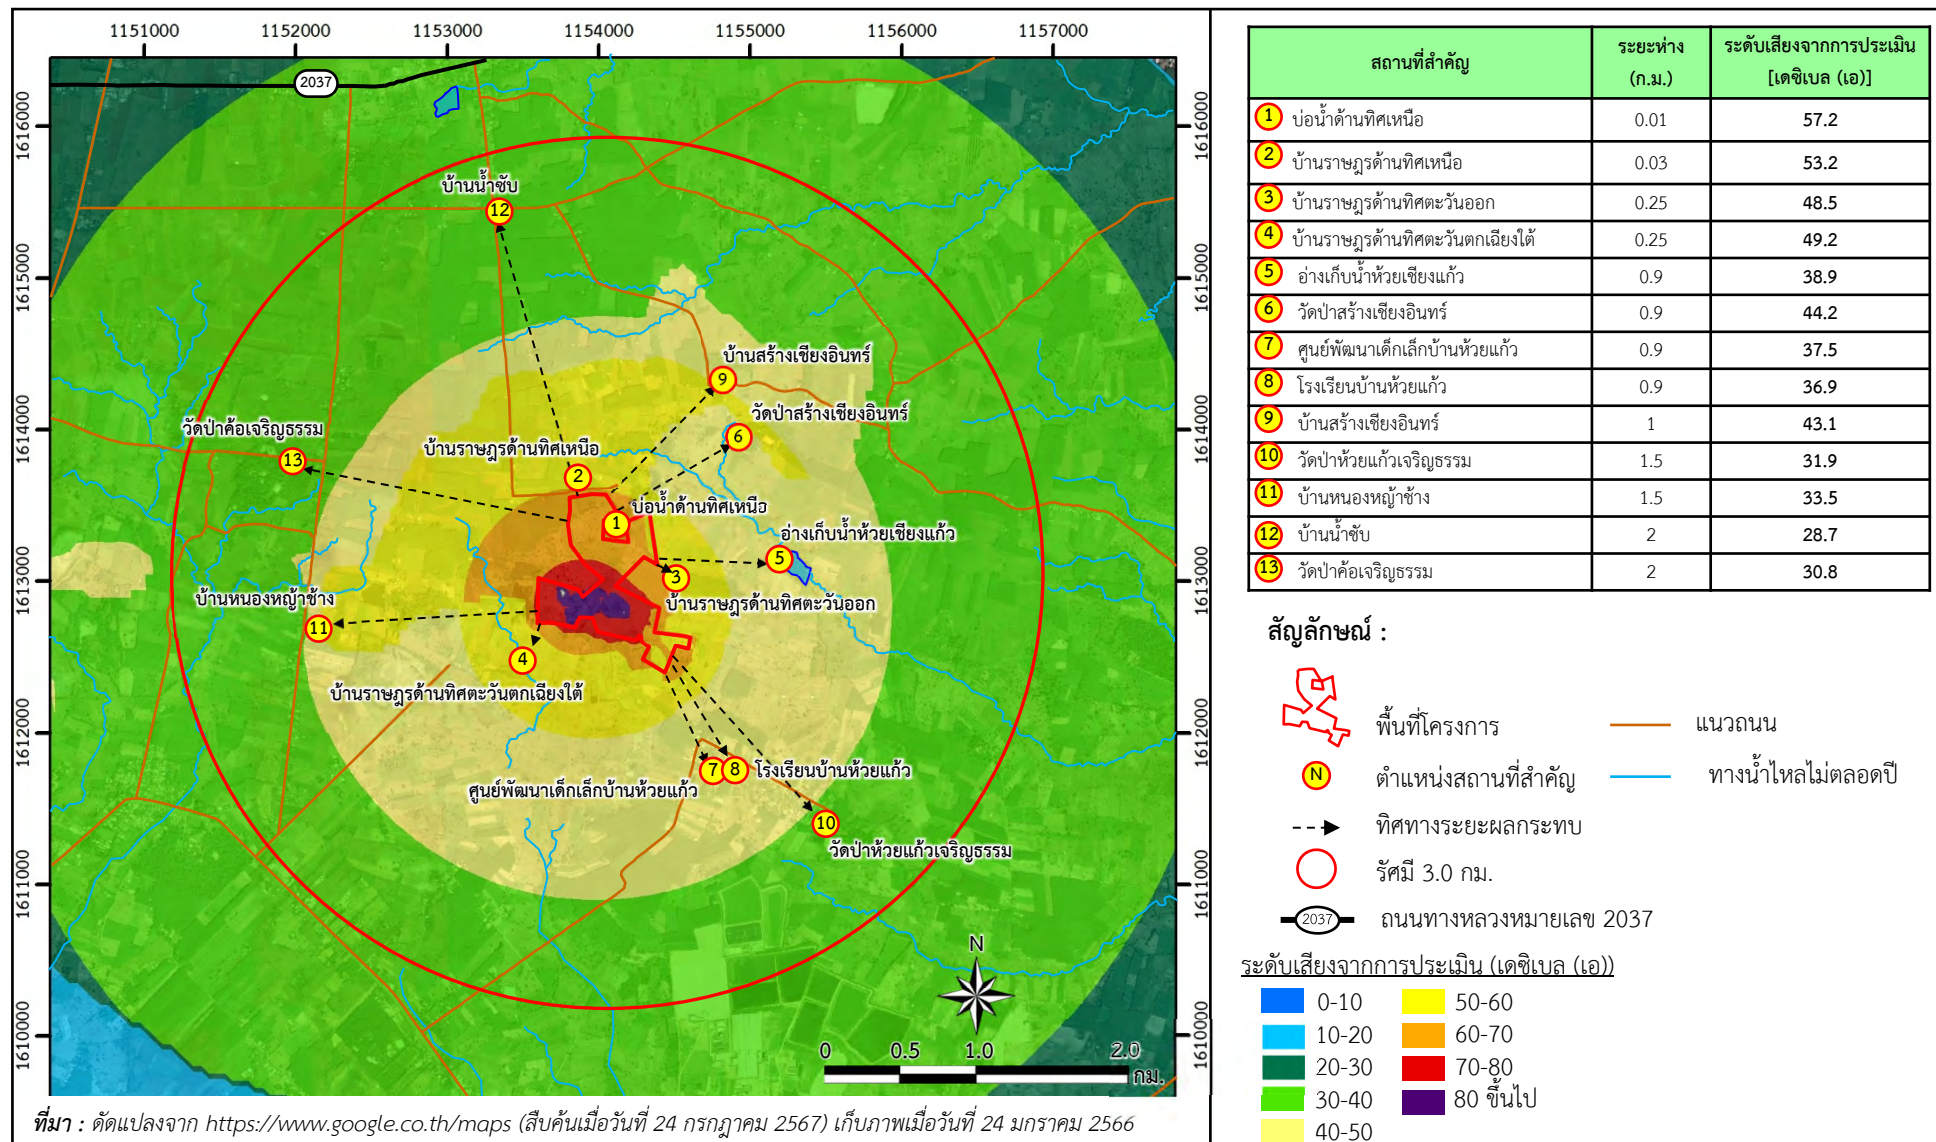 1151000 1152000 1153000 1154000 1155000 1156000 1157000
1616000
1615000
1614000
1613000
1612000
1611000
1610000
1616000
1615000
1614000
1613000
1612000
1611000
1610000
2037
บ้านน้ำซับ
12
บ้านสร้างเชียงอินทร์
9
วัดป่าสร้างเชียงอินทร์
6
วัดป่าค้อเจริญธรรม
13
บ้านราษฎรด้านทิศเหนือ
2
บ่อน้ำด้านทิศเหนือ
1
อ่างเก็บน้ำห้วยเชียงแก้ว
5
3
บ้านราษฎรด้านทิศตะวันออก
บ้านหนองหญ้าช้าง
11
4
บ้านราษฎรด้านทิศตะวันตกเฉียงใต้
7 8 โรงเรียนบ้านห้วยแก้ว
ศูนย์พัฒนาเด็กเล็กบ้านห้วยแก้ว
10
วัดป่าห้วยแก้วเจริญธรรม
N
0 0.5 1.0 2.0
กม.
ที่มา : ดัดแปลงจาก https://www.google.co.th/maps (สืบค้นเมื่อวันที่ 24 กรกฎาคม 2567) เก็บภาพเมื่อวันที่ 24 มกราคม 2566
สถานที่สำคัญ ระยะห่าง (ก.ม.) ระดับเสียงจากการประเมิน [เดซิเบล (เอ)]
1 บ่อน้ำด้านทิศเหนือ 0.01 57.2
2 บ้านราษฎรด้านทิศเหนือ 0.03 53.2
3 บ้านราษฎรด้านทิศตะวันออก 0.25 48.5
4 บ้านราษฎรด้านทิศตะวันตกเฉียงใต้ 0.25 49.2
5 อ่างเก็บน้ำห้วยเชียงแก้ว 0.9 38.9
6 วัดป่าสร้างเชียงอินทร์ 0.9 44.2
7 ศูนย์พัฒนาเด็กเล็กบ้านห้วยแก้ว 0.9 37.5
8 โรงเรียนบ้านห้วยแก้ว 0.9 36.9
9 บ้านสร้างเชียงอินทร์ 1 43.1
10 วัดป่าห้วยแก้วเจริญธรรม 1.5 31.9
11 บ้านหนองหญ้าช้าง 1.5 33.5
12 บ้านน้ำซับ 2 28.7
13 วัดป่าค้อเจริญธรรม 2 30.8
สัญลักษณ์ :
พื้นที่โครงการ แนวถนน
N ตำแหน่งสถานที่สำคัญ ทางน้ำไหลไม่ตลอดปี
ทิศทางระยะผลกระทบ
รัศมี 3.0 กม.
2037 ถนนทางหลวงหมายเลข 2037
ระดับเสียงจากการประเมิน (เดซิเบล (เอ))
0-10 50-60
10-20 60-70
20-30 70-80
30-40 80 ขึ้นไป
40-50